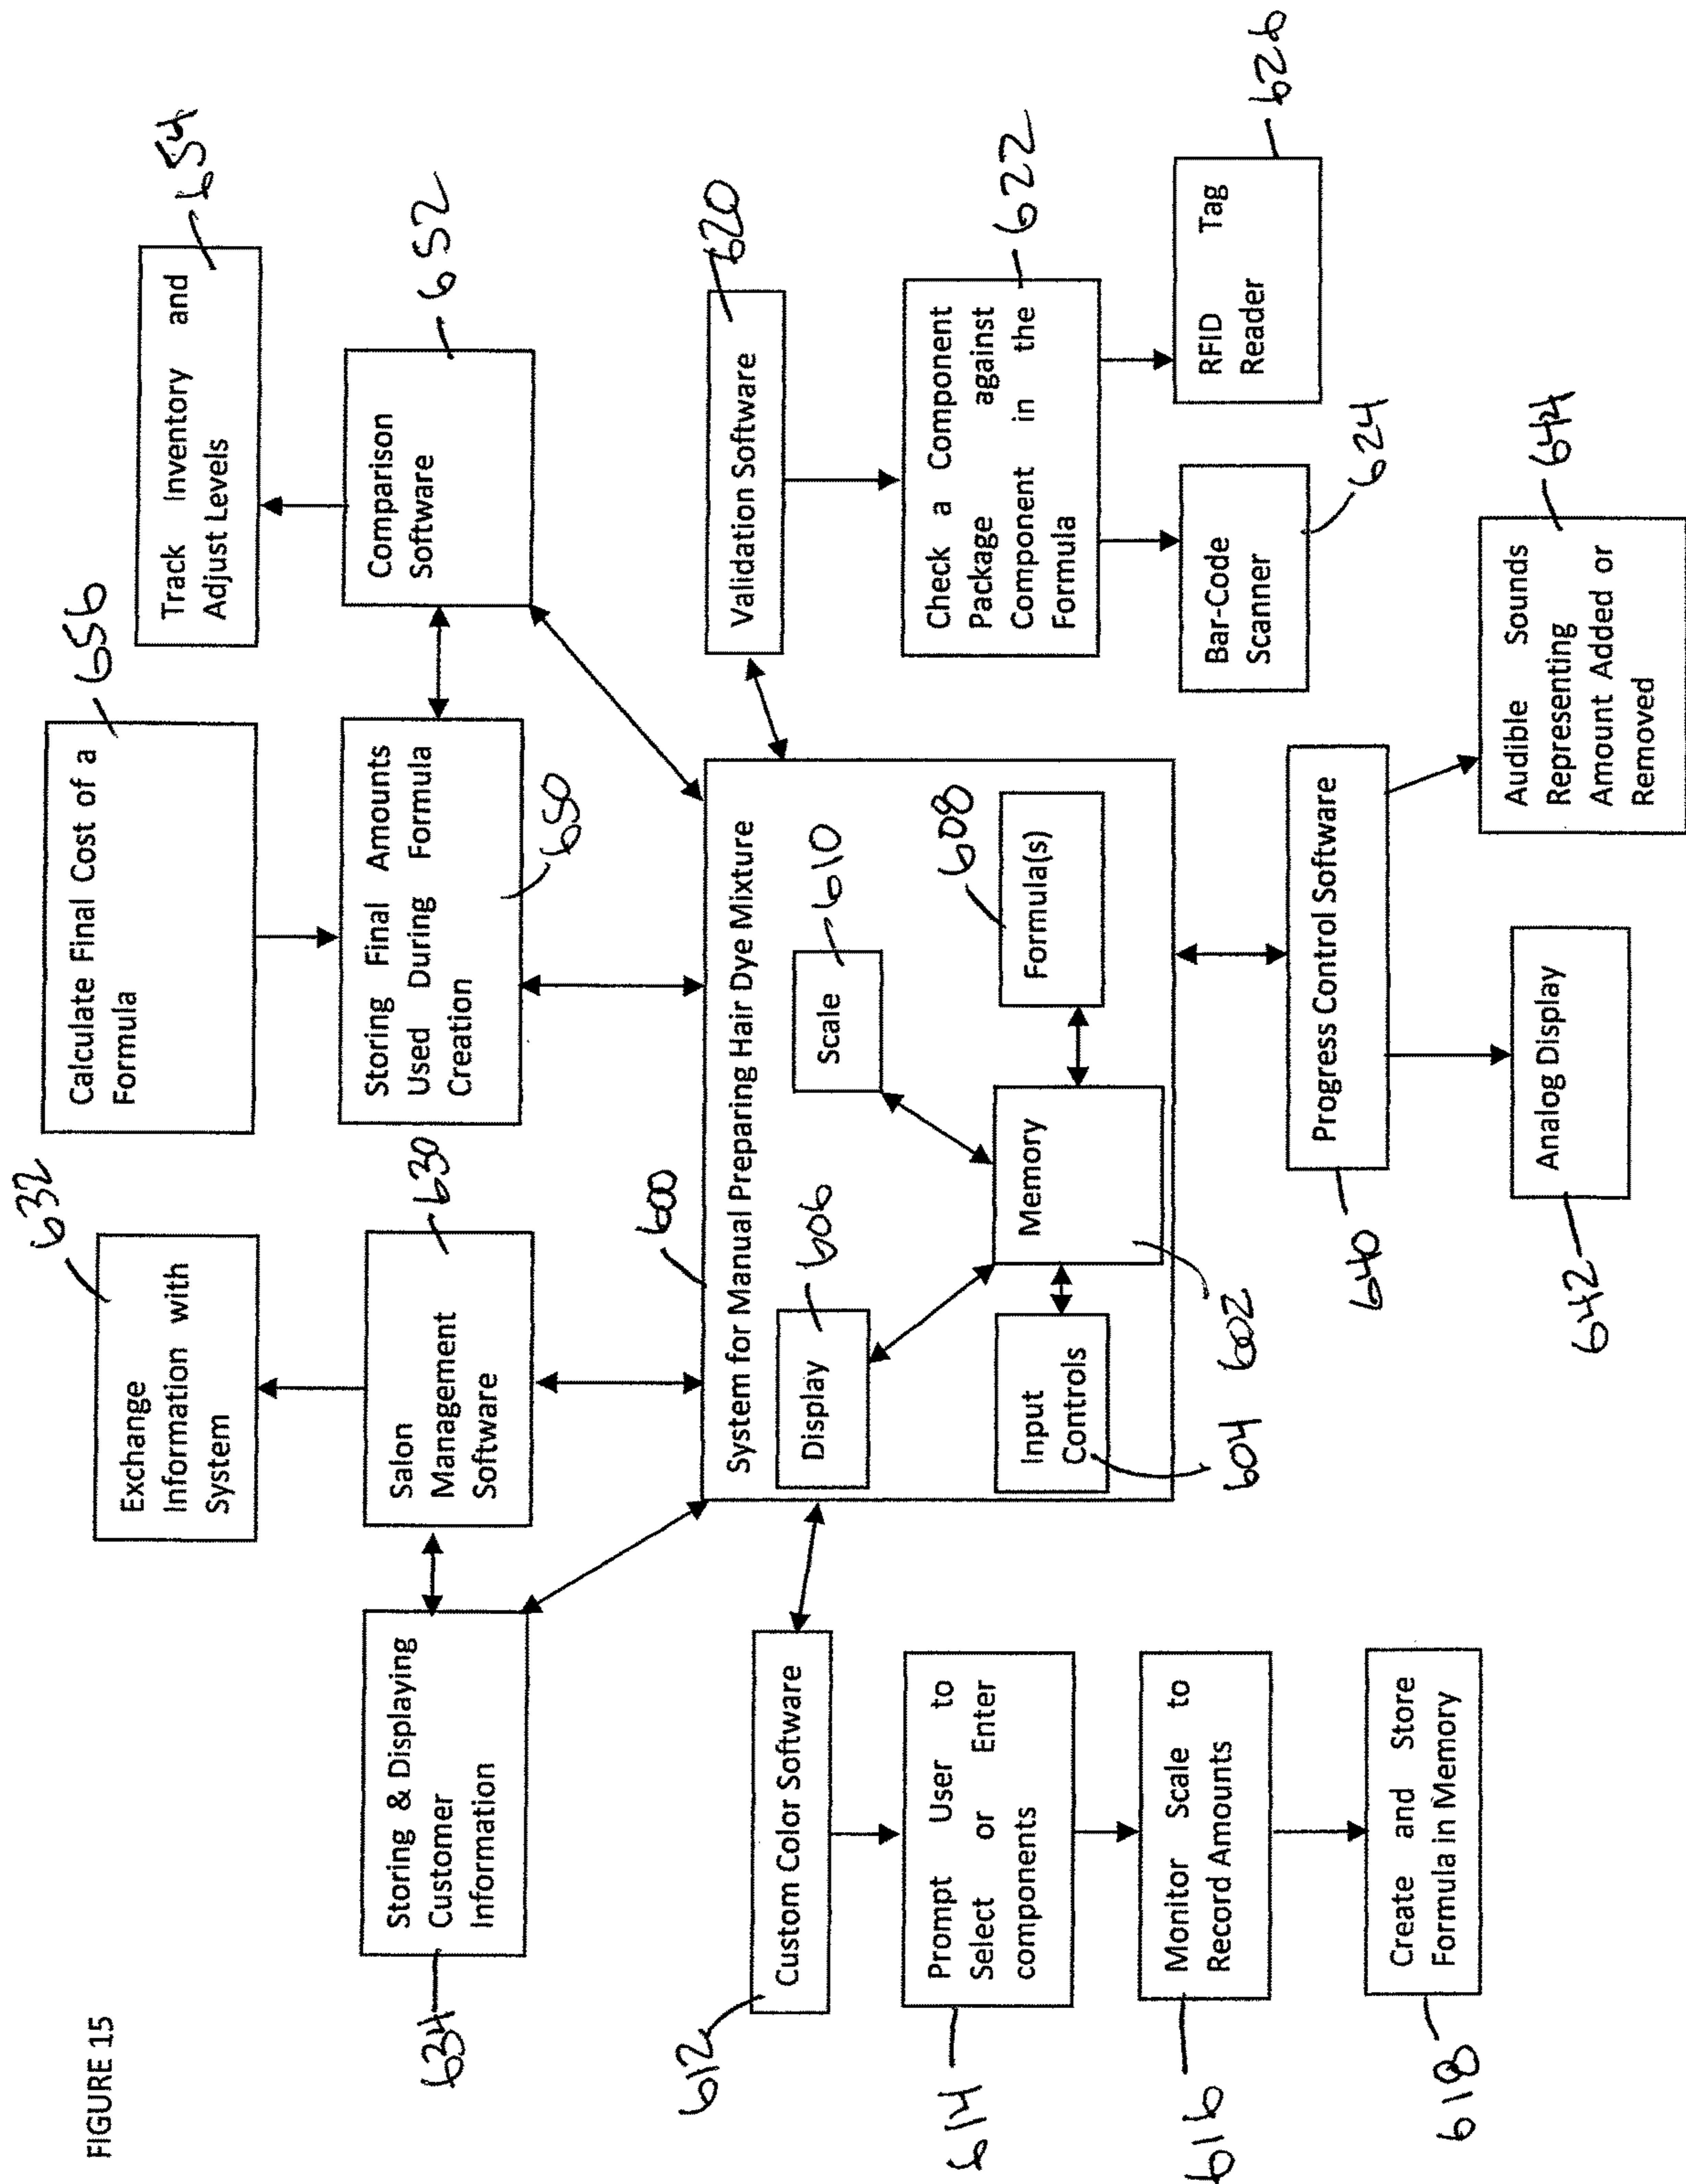 FIGURE 15
632
Exchange
Information with
System
656
Calculate Final Cost of a
Formula
654
Track Inventory and
Adjust Levels
634
Storing & Displaying
Customer
Information
630
Salon
Management
Software
650
Storing Final Amounts
Used During Formula
Creation
652
Comparison
Software
600
System for Manual Preparing Hair Dye Mixture
606
Display
610
Scale
608
Formula(s)
602
Memory
604
Input
Controls
612
Custom Color Software
614
Prompt User to
Select or Enter
components
616
Monitor Scale to
Record Amounts
618
Create and Store
Formula in Memory
620
Validation Software
622
Check a Component
Package against
Component in the
Formula
624
Bar-Code
Scanner
626
RFID Tag
Reader
640
Progress Control Software
642
Analog Display
644
Audible Sounds
Representing
Amount Added or
Removed